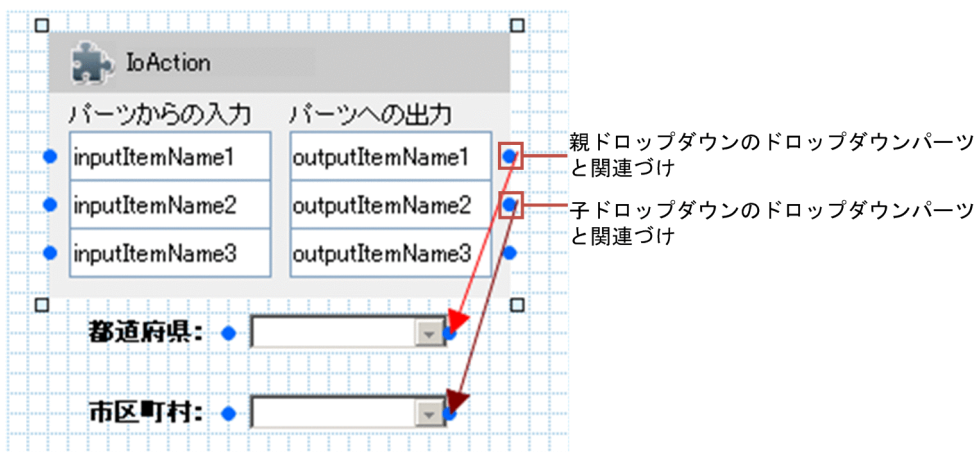 IoAction
パーツからの入力 パーツへの出力
inputItemName1 outputItemName1
inputItemName2 outputItemName2
inputItemName3 outputItemName3
親ドロップダウンのドロップダウンパーツ
と関連づけ
子ドロップダウンのドロップダウンパーツ
と関連づけ
都道府県:
市区町村: